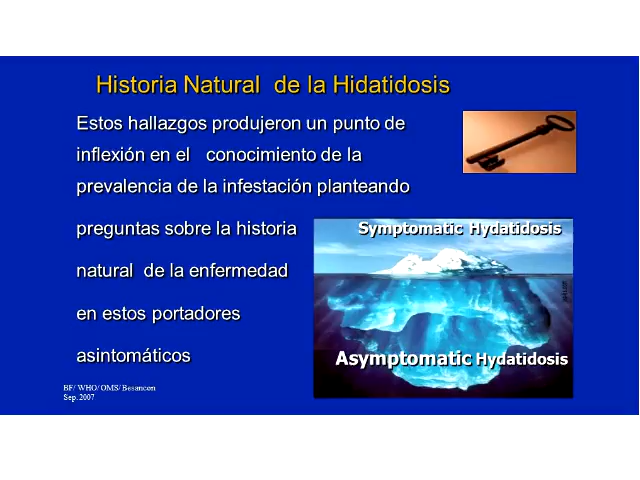 Historia Natural de la Hidatidosis
Estos hallazgos produjeron un punto de
inflexión en el conocimiento de la
prevalencia de la infestación planteando
preguntas sobre la historia
natural de la enfermedad
en estos portadores
asintomáticos
Symptomatic Hydatidosis
Asymptomatic Hydatidosis
BF/ WHO/ OMS/ Besancon
Sep. 2007